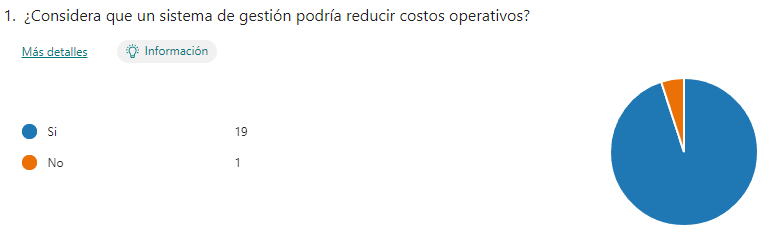 1. ¿Considera que un sistema de gestión podría reducir costos operativos?
Más detalles Información
Si 19
No 1